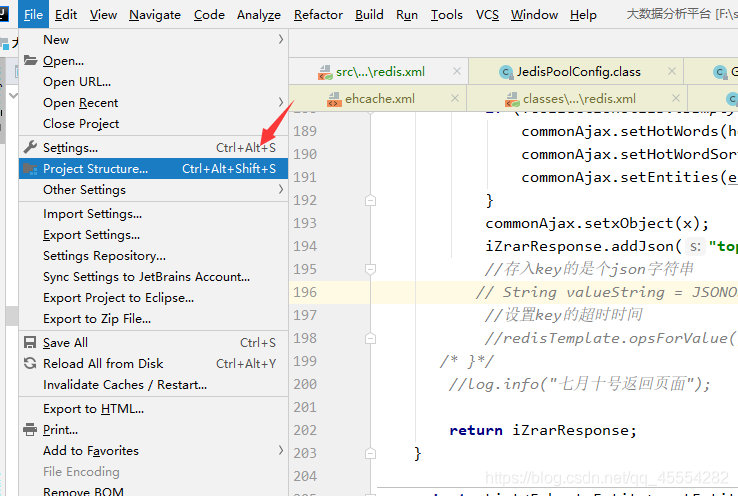 File Edit View Navigate Code Analyze Refactor Build Run Tools VCS Window Help 大数据分析平台 [F:\s
New
Open...
Open URL...
Open Recent
Close Project
Settings... Ctrl+Alt+S
Project Structure... Ctrl+Alt+Shift+S
Other Settings
Import Settings...
Export Settings...
Settings Repository...
Sync Settings to JetBrains Account...
Export Project to Eclipse...
Export to Zip File...
Save All Ctrl+S
Reload All from Disk Ctrl+Alt+Y
Invalidate Caches / Restart...
Export to HTML...
Print...
Add to Favorites
File Encoding
Remove BOM
src\...\redis.xml JedisPoolConfig.class G
ehcache.xml classes\...\redis.xml
189 commonAjax.setHotWords(h
190 commonAjax.setHotWordSor
191 commonAjax.setEntities(e
192 }
193 commonAjax.setxObject(x);
194 iZrarResponse.addJson( s: "top
195 //存入key的是个json字符串
196 // String valueString = JSONO
197 //设置key的超时时间
198 //redisTemplate.opsForValue(
199 /* }*/
200 //log.info("七月十号返回页面");
201
202 return iZrarResponse;
203 }
204
https://blog.csdn.net/qq_45554282